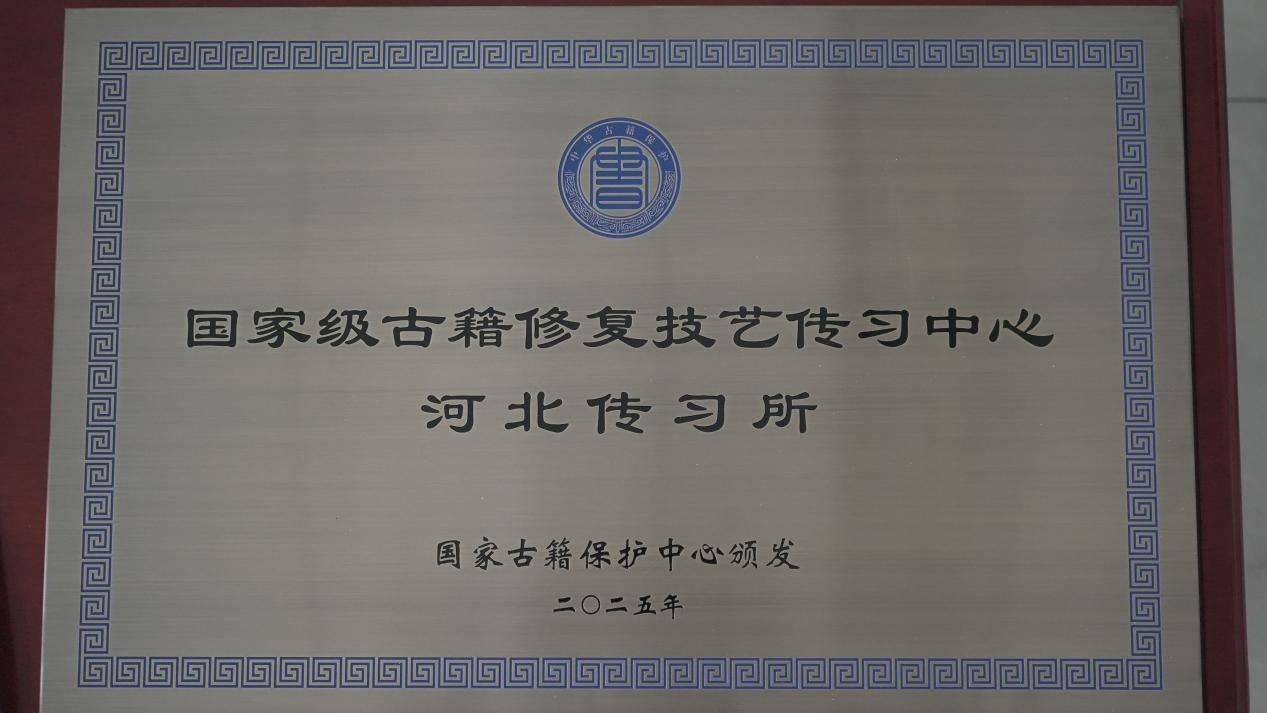 中华古籍保护
国家级古籍修复技艺传习中心
河北传习所
国家古籍保护中心颁发
二〇二五年